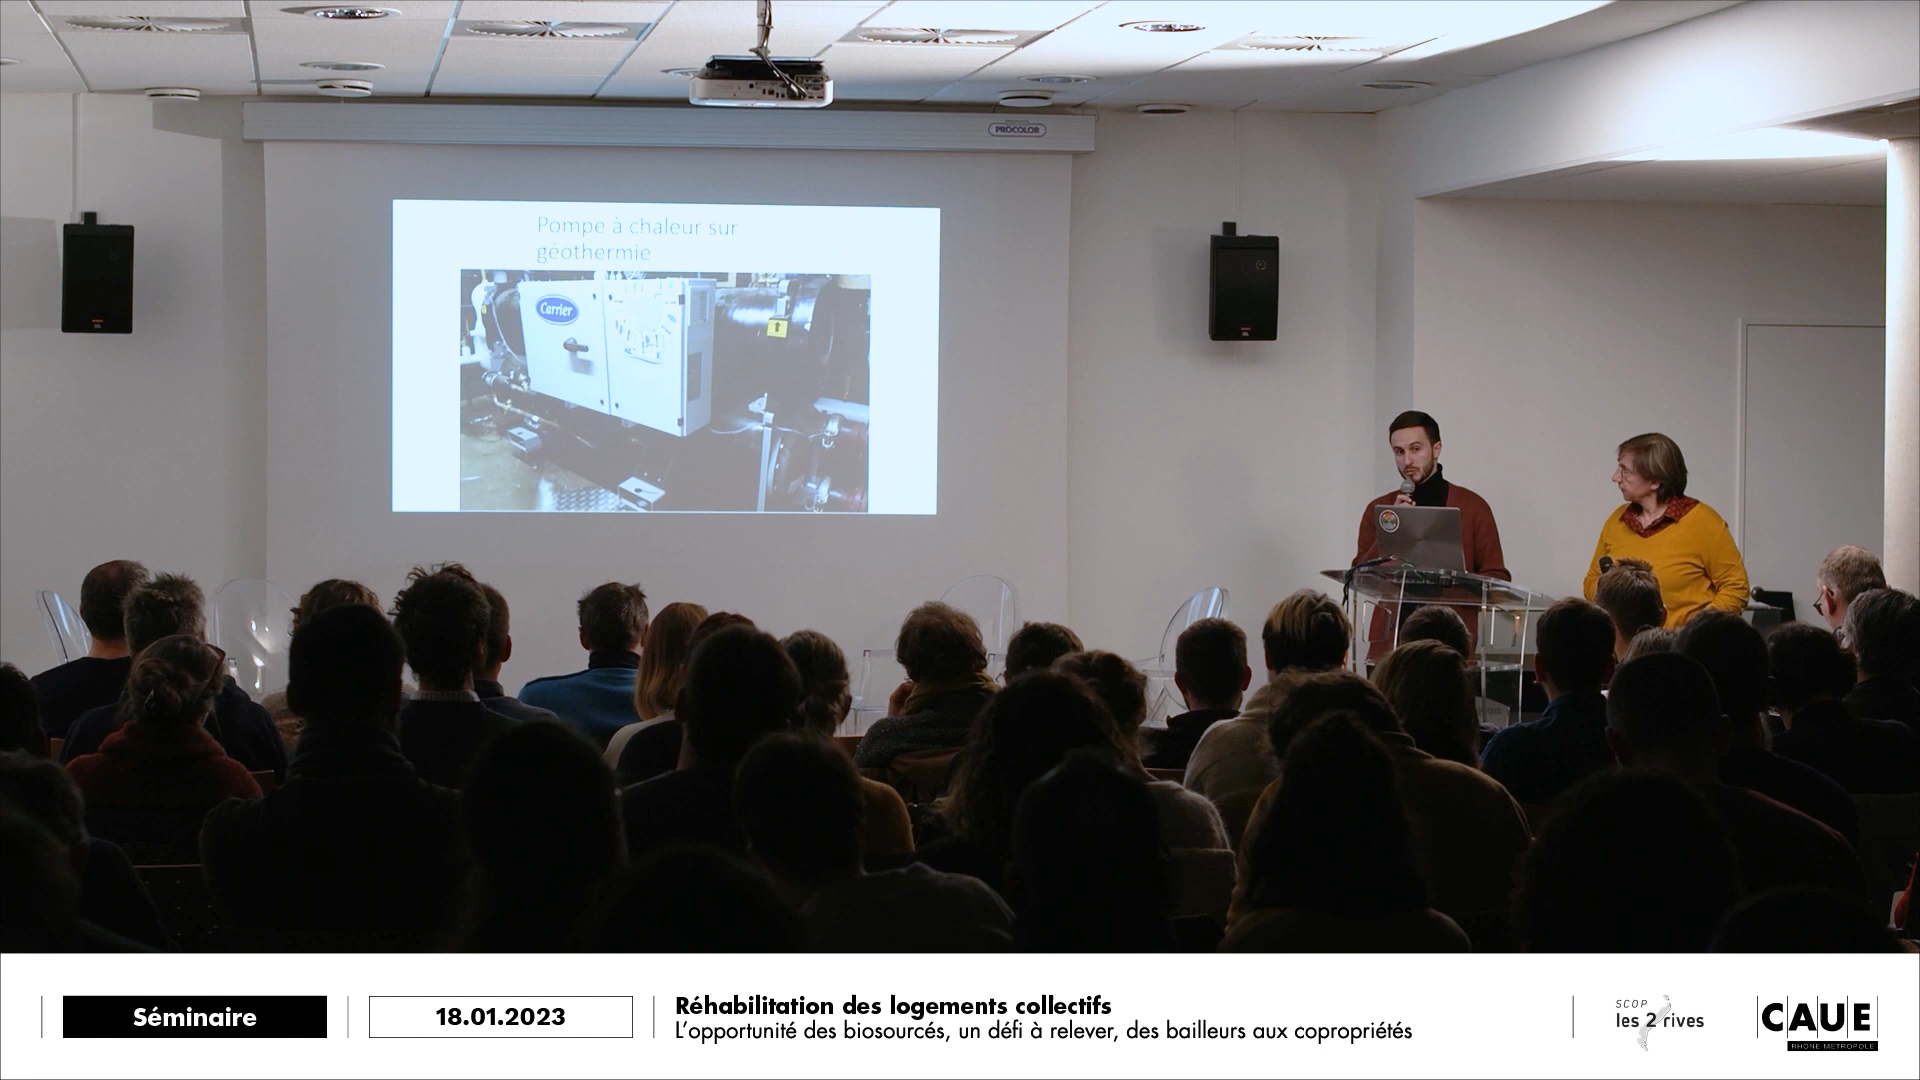 PROCOLOR
Pompe à chaleur sur
géothermie
Carrier
Séminaire
18.01.2023
Réhabilitation des logements collectifs
L'opportunité des biosourcés, un défi à relever, des bailleurs aux copropriétés
SCOP
les 2 rives
CAUE
RHÔNE METROPOLE